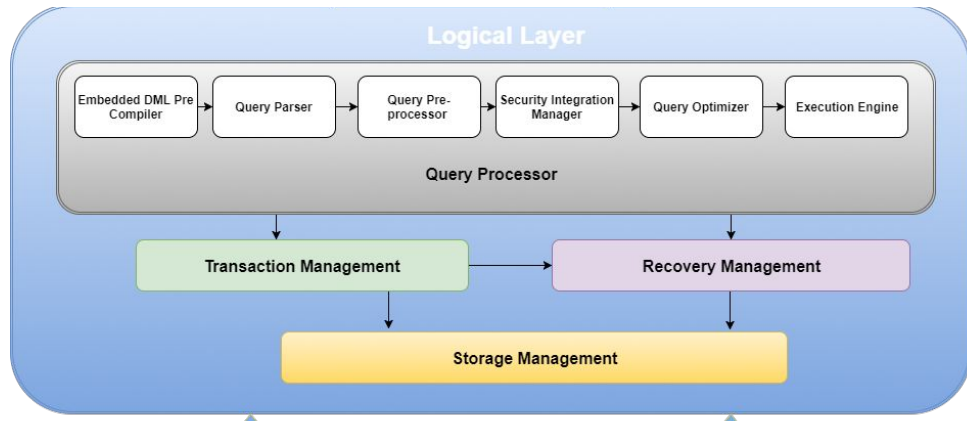 Logical Layer
Embedded DML Pre
Compiler
Query Parser
Query Pre-
processor
Security Integration
Manager
Query Optimizer
Execution Engine
Query Processor
Transaction Management
Recovery Management
Storage Management